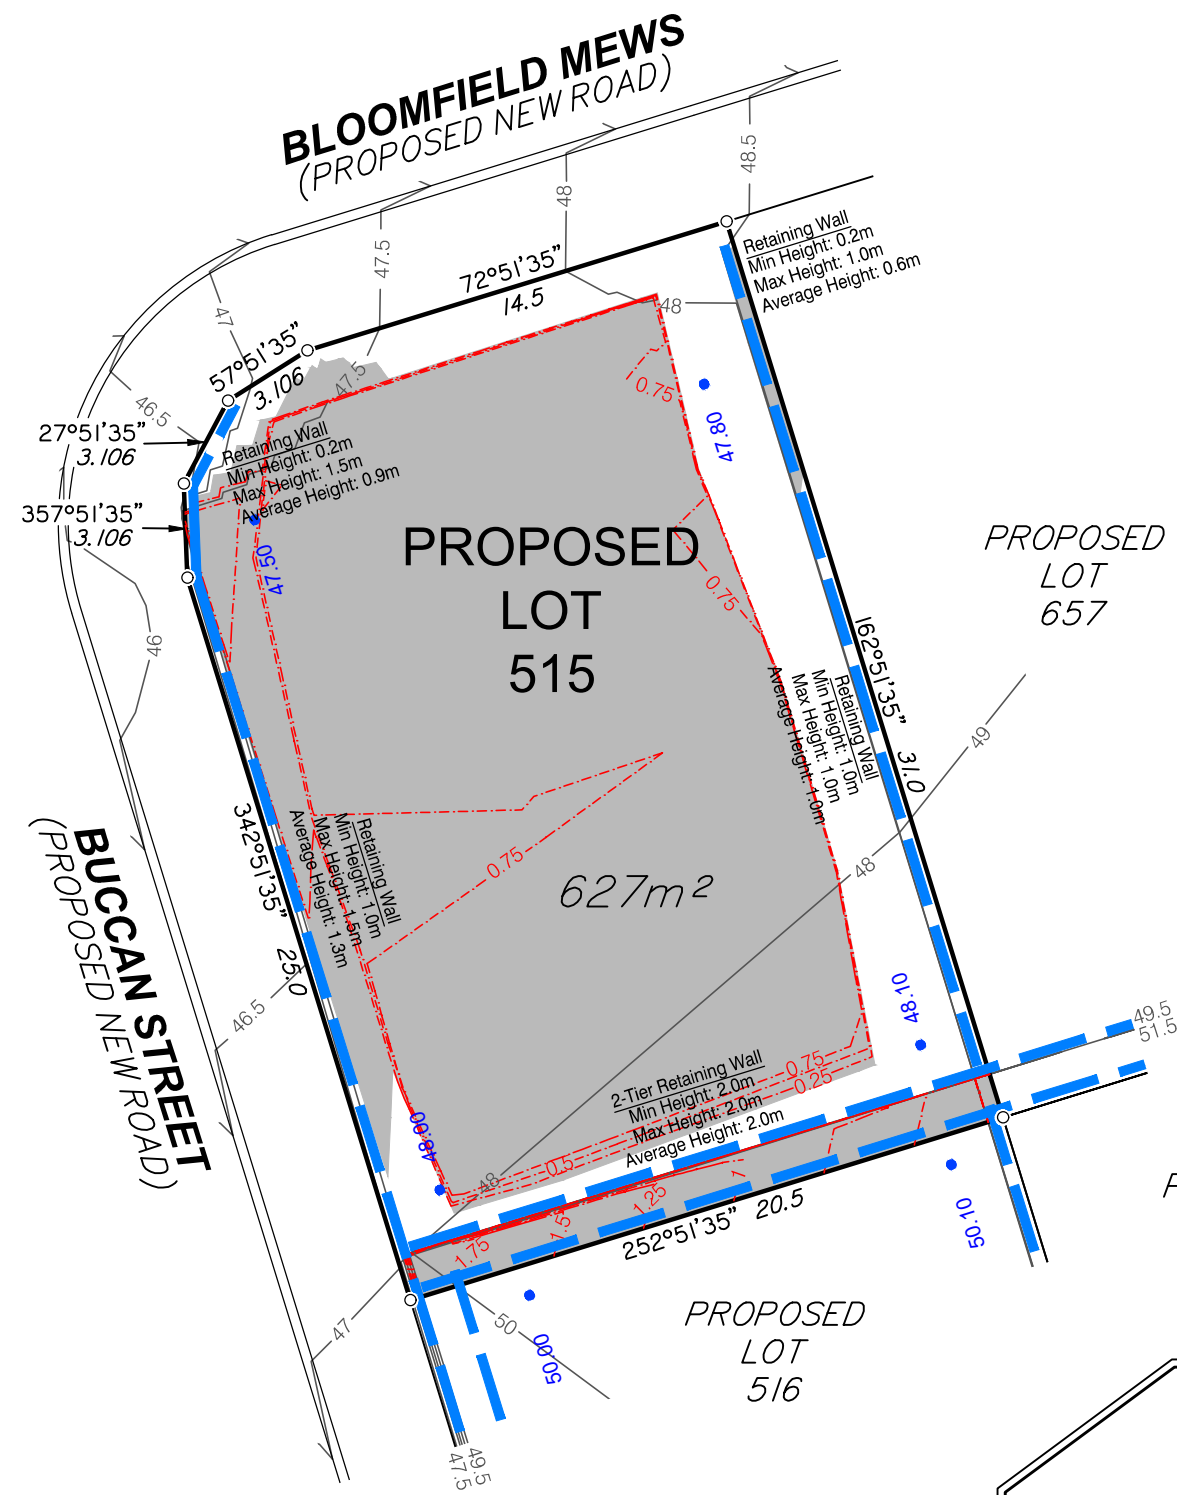 BLOOMFIELD MEWS
(PROPOSED NEW ROAD)
48.5
48
47.5
47
46.5
46
72°51'35"
14.5
57°51'35"
3.106
27°51'35"
3.106
357°51'35"
3.106
Retaining Wall
Min Height: 0.2m
Max Height: 1.0m
Average Height: 0.6m
48
47.5
0.75
47.80
Retaining Wall
Min Height: 0.2m
Max Height: 1.5m
Average Height: 0.9m
47.50
PROPOSED
LOT
515
0.75
PROPOSED
LOT
657
162°51'35"
31.0
Retaining Wall
Min Height: 1.0m
Max Height: 1.0m
Average Height: 1.0m
49
48
BUCCAN STREET
(PROPOSED NEW ROAD)
342°51'35"
25.0
Retaining Wall
Min Height: 1.0m
Max Height: 1.5m
Average Height: 1.3m
0.75
627m²
46.5
48.10
49.5
51.5
2-Tier Retaining Wall
Min Height: 2.0m
Max Height: 2.0m
Average Height: 2.0m
0.75
0.25
0.5
48.00
48
1.75
1.5
1.25
1
252°51'35"
20.5
50.10
P
47
50
50.00
PROPOSED
LOT
516
49.5
47.5